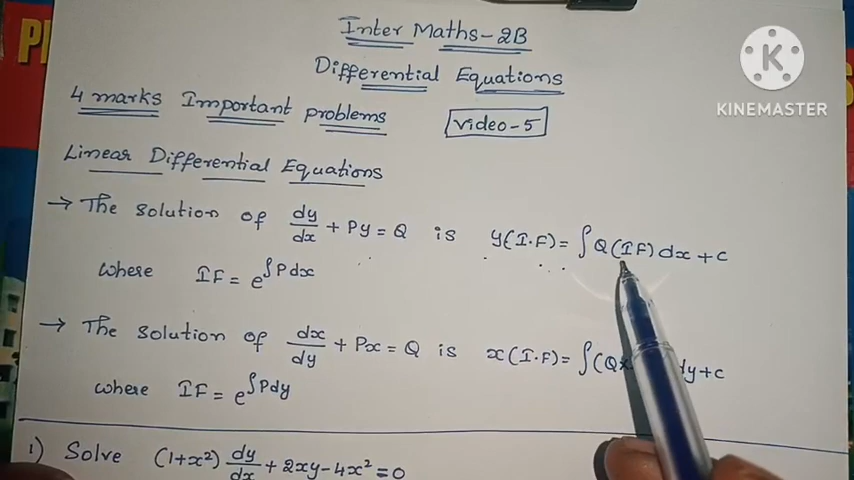 Inter Maths-2B
Differential Equations
4 marks Important problems
Video-5
Linear Differential Equations
→ The solution of dy/dx + Py = Q is y(I.F) = ∫Q(IF)dx + c
where IF = e^∫Pdx
→ The solution of dx/dy + Px = Q is x(I.F) = ∫(Q dy+c
where IF = e^∫Pdy
1) Solve (1+x²) dy/dx + 2xy - 4x² = 0
KINEMASTER